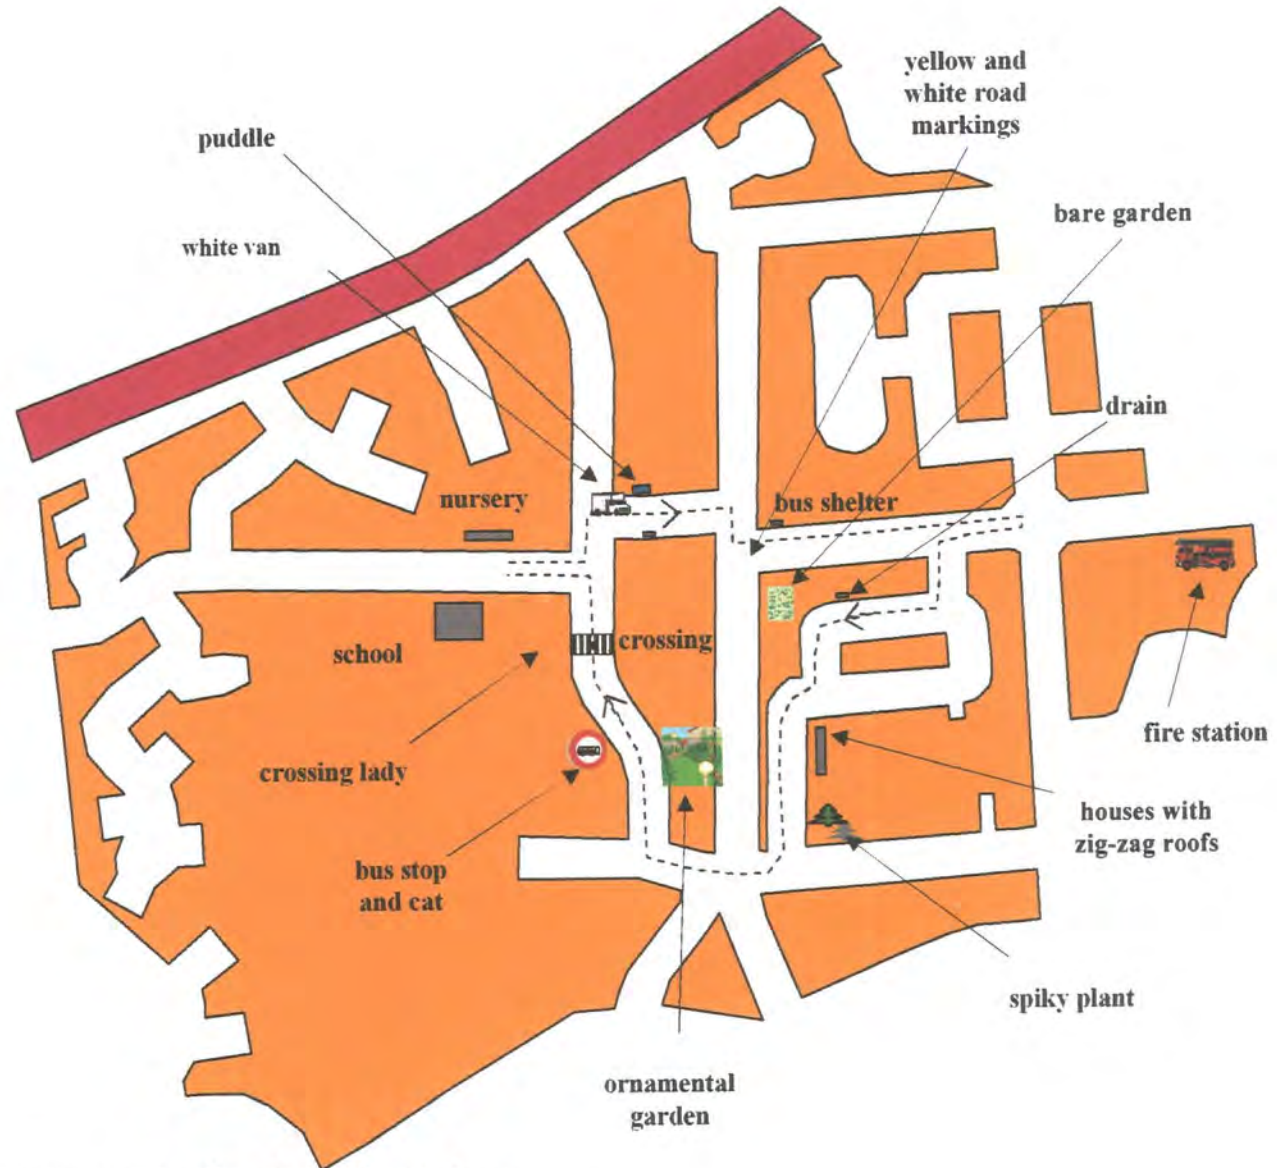 yellow and
white road
markings
puddle
bare garden
white van
drain
nursery
bus shelter
crossing
school
fire station
crossing lady
houses with
zig-zag roofs
bus stop
and cat
spiky plant
ornamental
garden